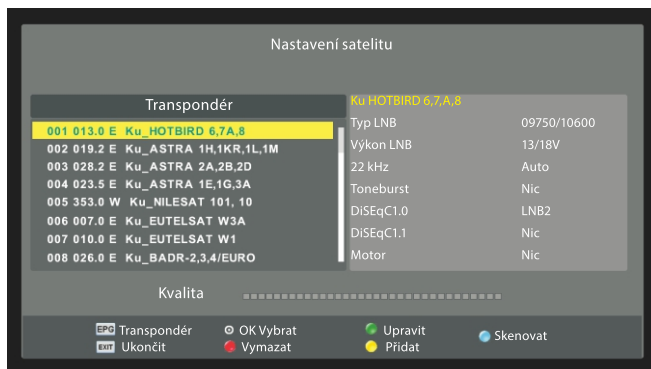 Nastavení satelitu
Transpondér
001 013.0 E Ku_HOTBIRD 6,7A,8
002 019.2 E Ku_ASTRA 1H,1KR,1L,1M
003 028.2 E Ku_ASTRA 2A,2B,2D
004 023.5 E Ku_ASTRA 1E,1G,3A
005 353.0 W Ku_NILESAT 101, 10
006 007.0 E Ku_EUTELSAT W3A
007 010.0 E Ku_EUTELSAT W1
008 026.0 E Ku_BADR-2,3,4/EURO
Ku HOTBIRD 6,7,A,8
Typ LNB 09750/10600
Výkon LNB 13/18V
22 kHz Auto
Toneburst Nic
DiSEqC1.0 LNB2
DiSEqC1.1 Nic
Motor Nic
Kvalita
EPG Transpondér OK Vybrat Upravit Skenovat
EXIT Ukončit Vymazat Přidat